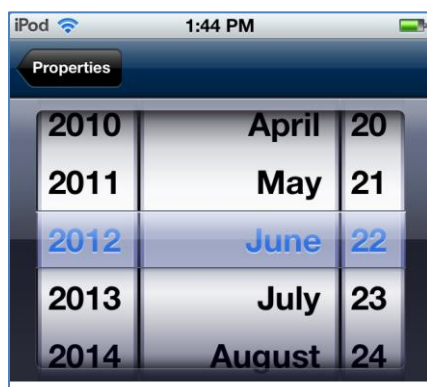 iPod 1:44 PM
Properties
2010 April 20
2011 May 21
2012 June 22
2013 July 23
2014 August 24